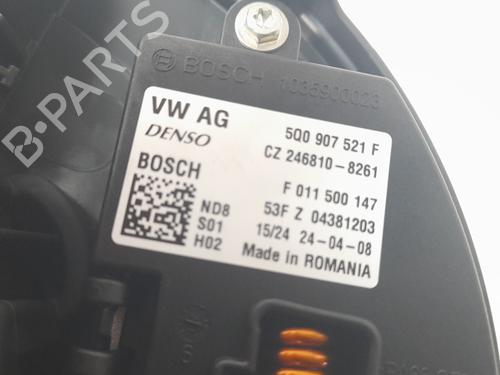 B-PARTS
BOSCH 1035900023
VW AG
5Q0 907 521 F
DENSO
CZ 246810-8261
BOSCH
F 011 500 147
ND8
53F Z 04381203
S01
15/24 24-04-08
H02
Made in ROMANIA